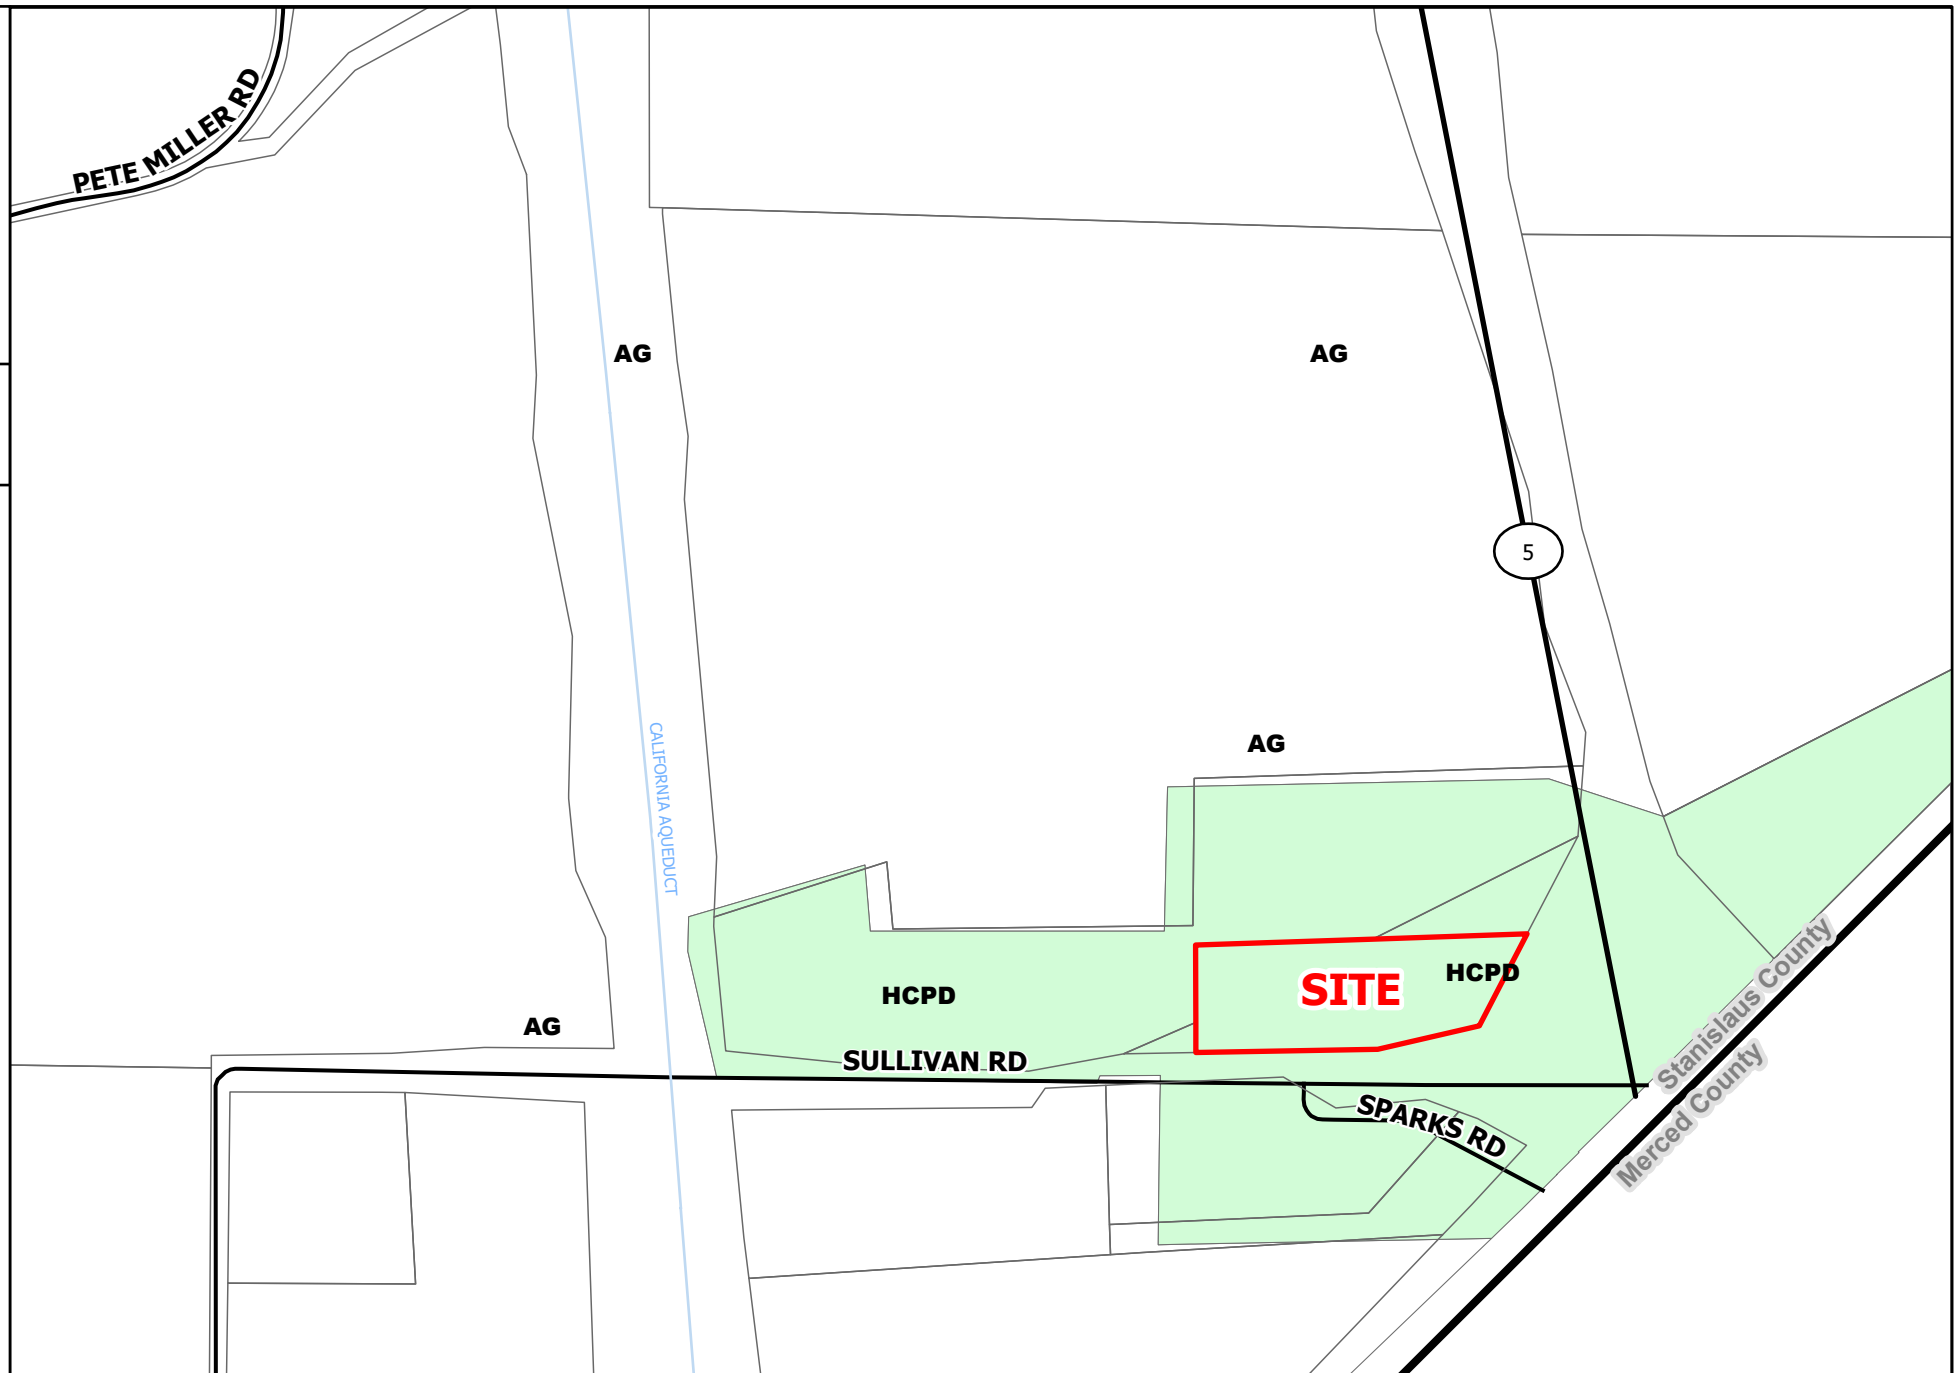 PETE MILLER RD
AG
AG
5
CALIFORNIA AQUEDUCT
AG
HCPD
SITE
HCPD
AG
SULLIVAN RD
SPARKS RD
Stanislaus County
Merced County